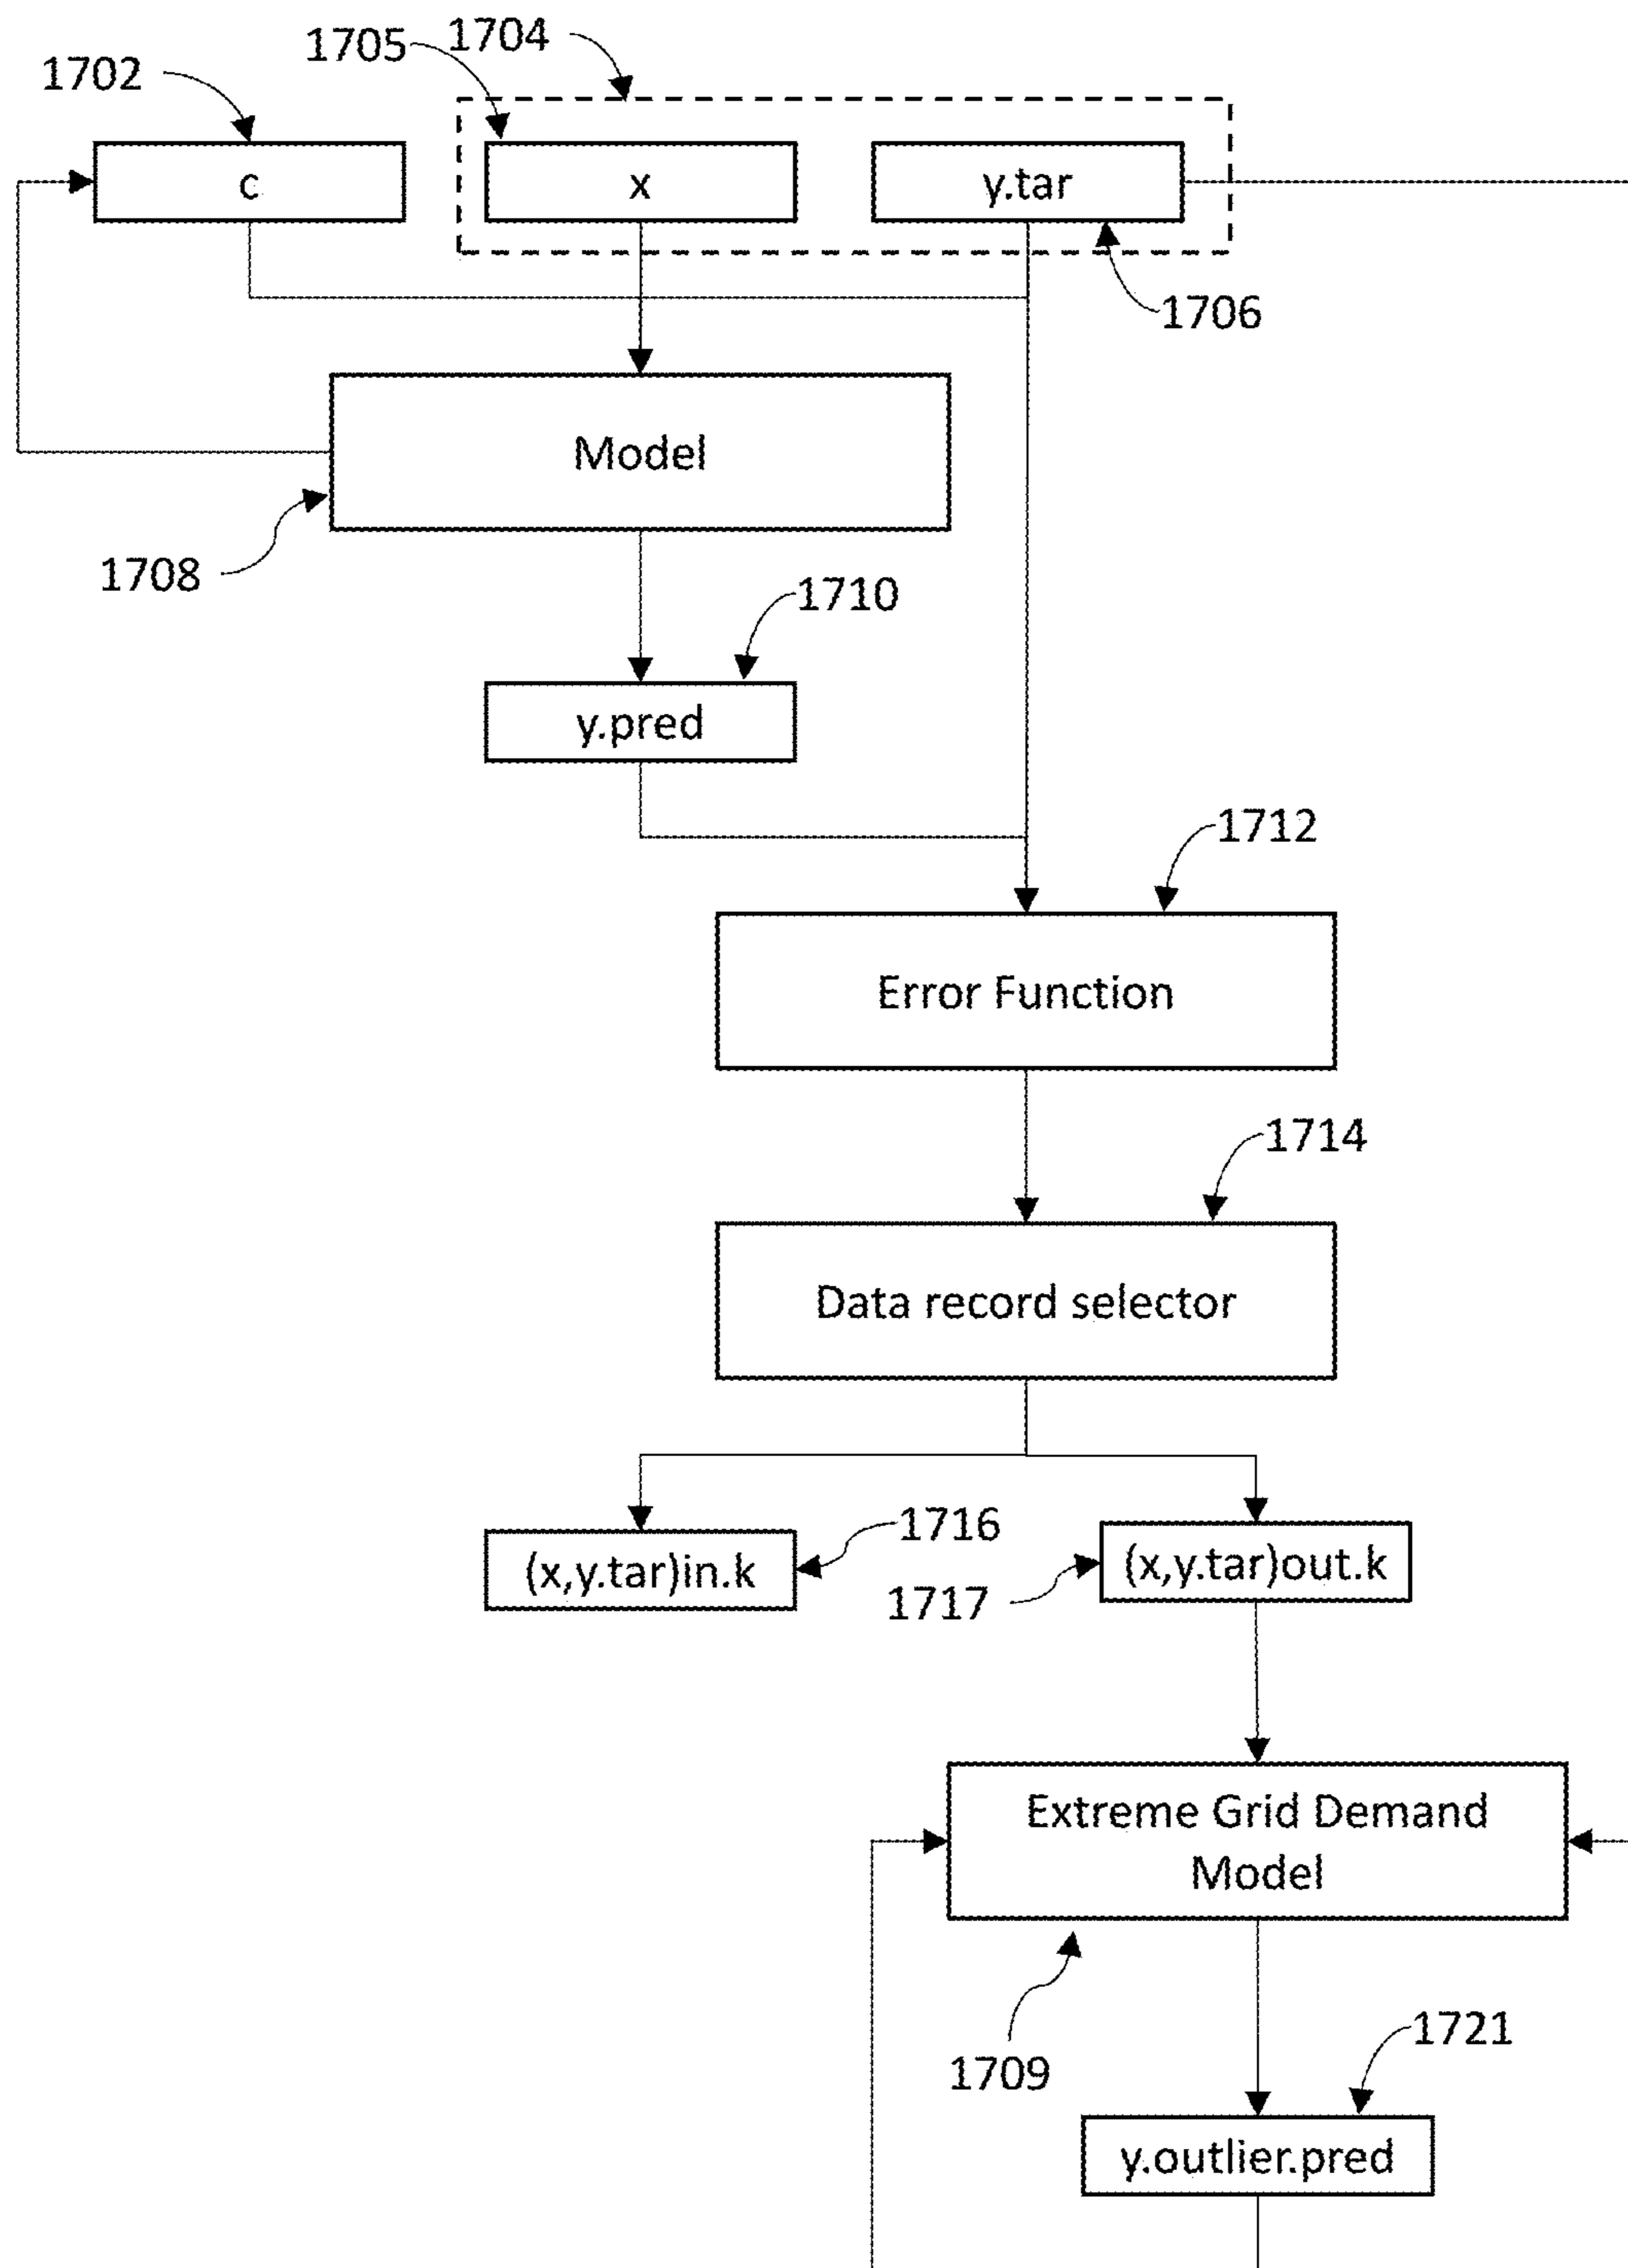 1705
1704
1702
c
x
y.tar
1706
Model
1708
1710
y.pred
1712
Error Function
1714
Data record selector
1716
(x,y.tar)in.k
(x,y.tar)out.k
1717
Extreme Grid Demand
Model
1709
1721
y.outlier.pred